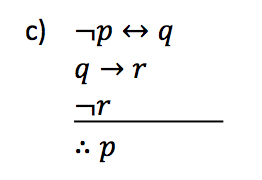 c) ¬p ↔ q
q → r
¬r
∴ p